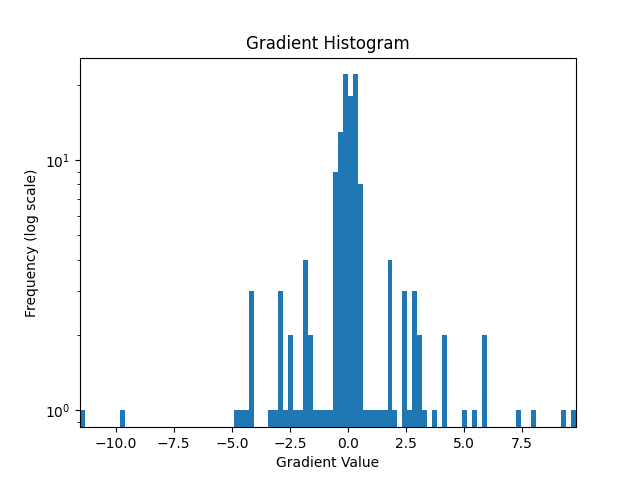 Gradient Histogram
Frequency (log scale)
10¹
10⁰
−10.0 −7.5 −5.0 −2.5 0.0 2.5 5.0 7.5
Gradient Value